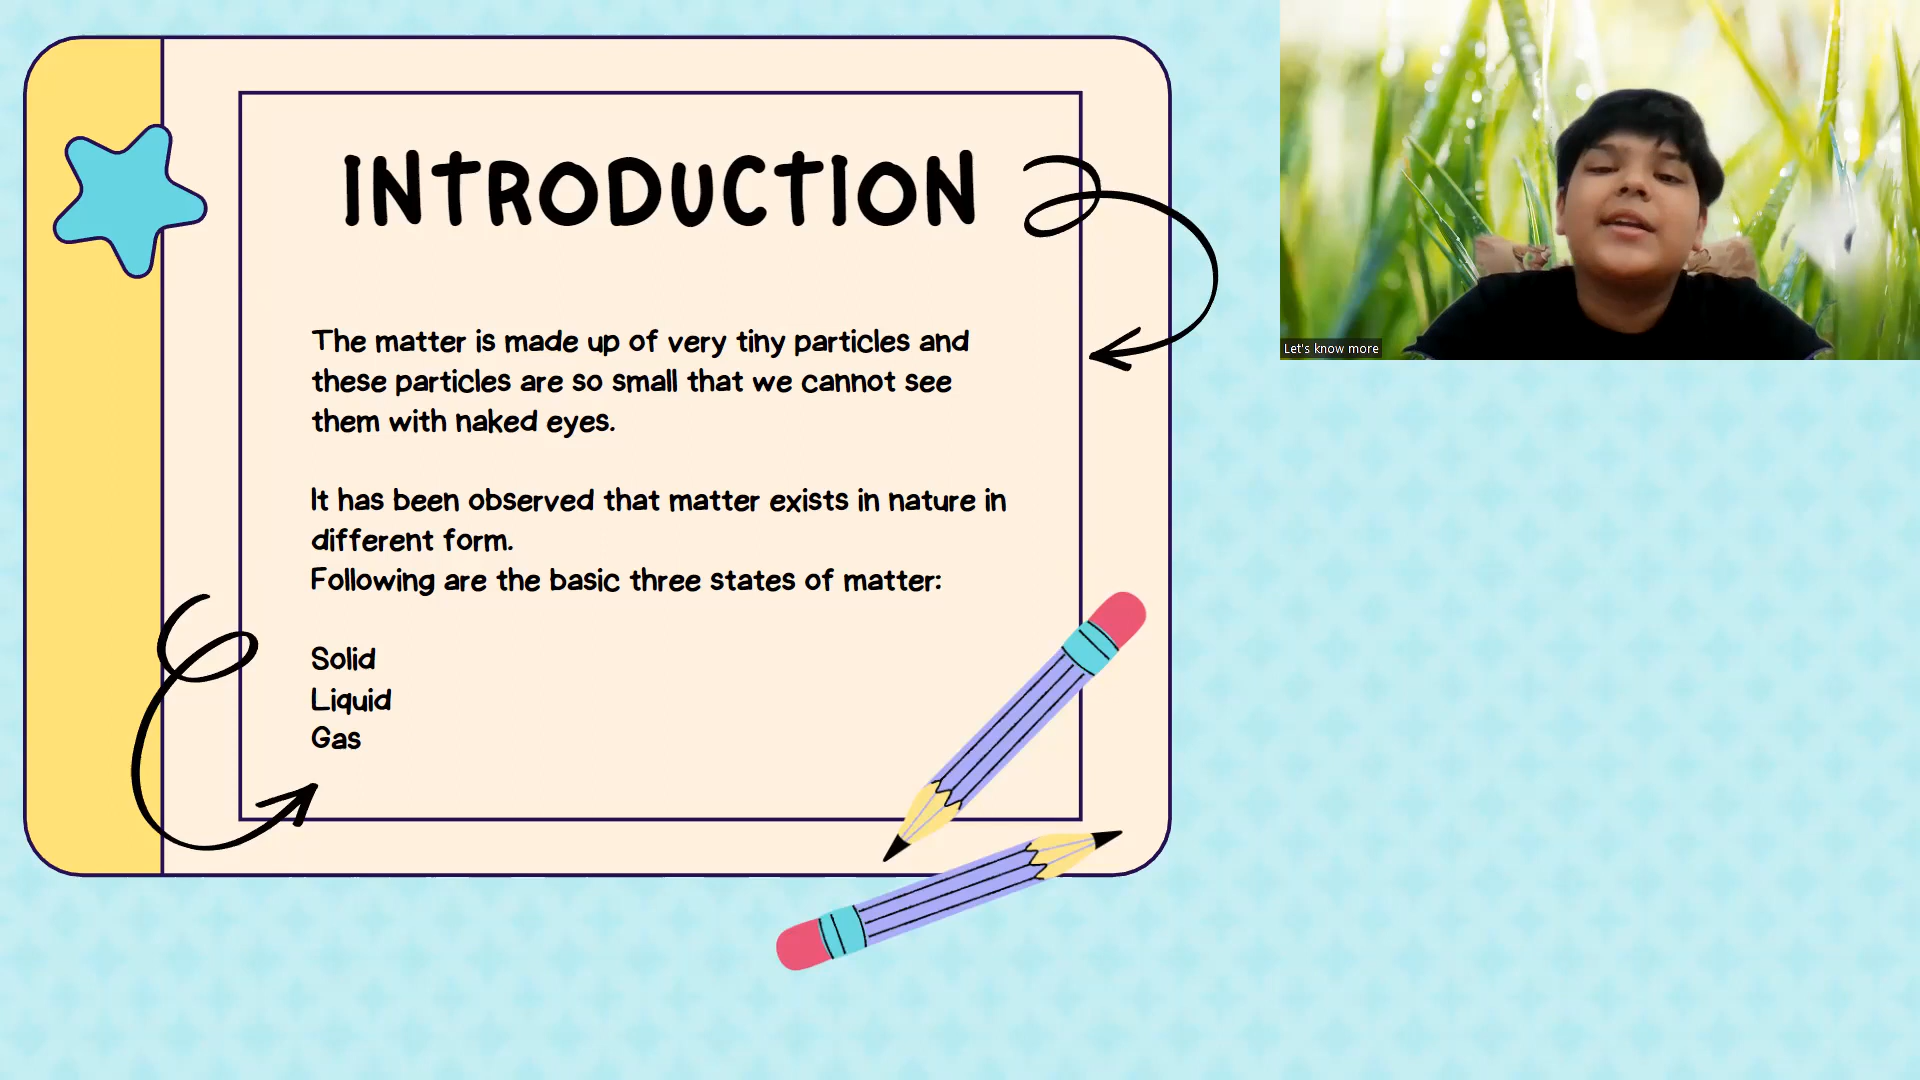 INTRODUCTION
The matter is made up of very tiny particles and
these particles are so small that we cannot see
them with naked eyes.
It has been observed that matter exists in nature in
different form.
Following are the basic three states of matter:
Solid
Liquid
Gas
Let's know more